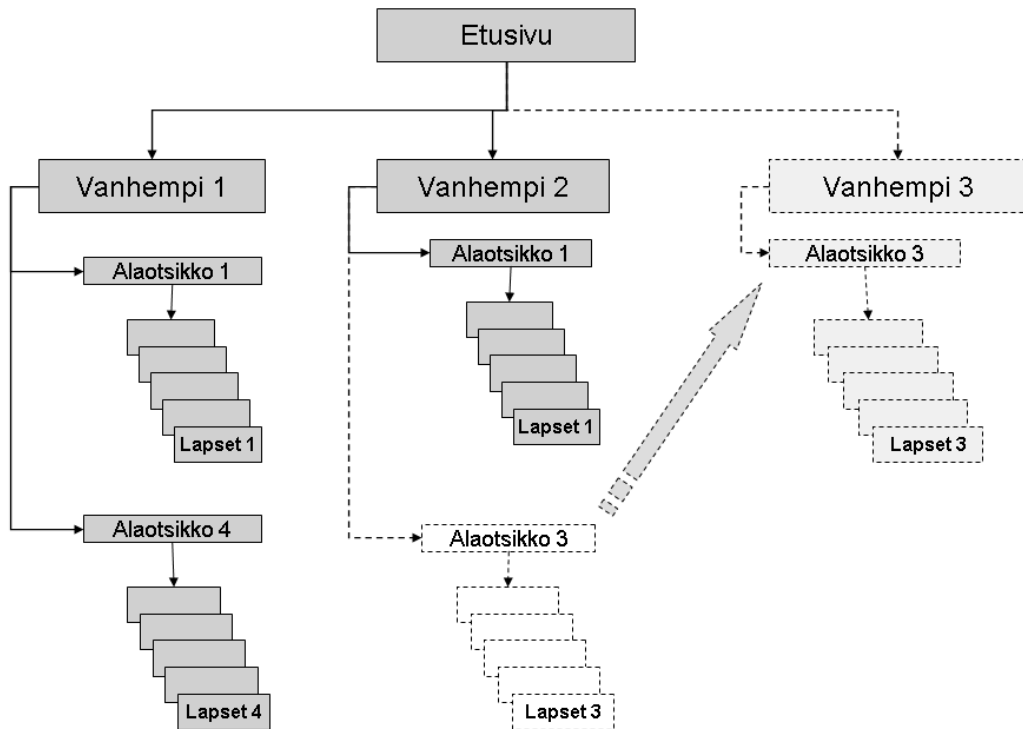 Etusivu
Vanhempi 1
Vanhempi 2
Vanhempi 3
Alaotsikko 1
Alaotsikko 1
Alaotsikko 3
Lapset 1
Lapset 1
Lapset 3
Alaotsikko 4
Alaotsikko 3
Lapset 4
Lapset 3